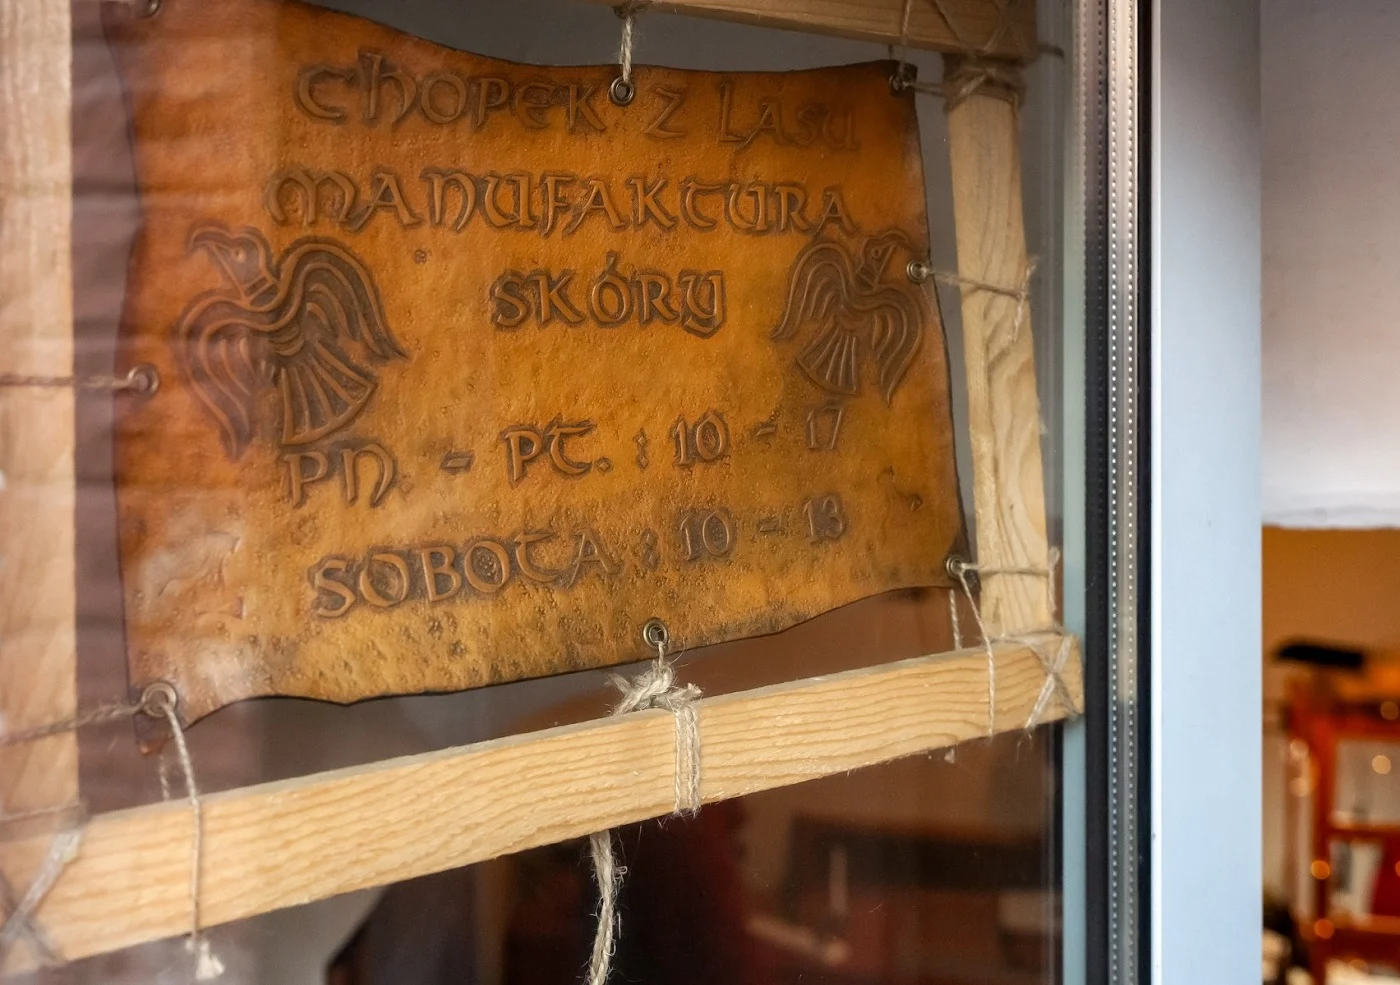 CHOPEK Z LASU
MANUFAKTURA
SKÓRY
PN. - PT. : 10 - 17
SOBOTA : 10 - 13